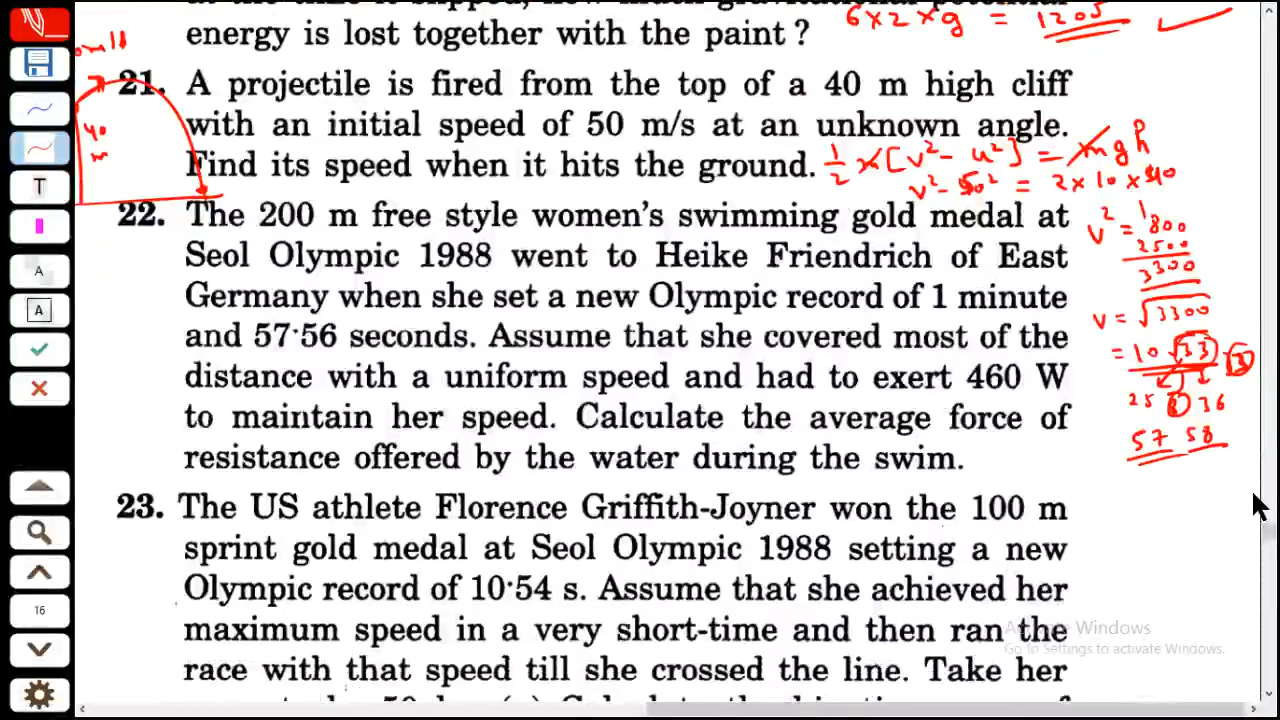 energy is lost together with the paint ?
6 x 2 x g = 120J
21. A projectile is fired from the top of a 40 m high cliff
40 m
with an initial speed of 50 m/s at an unknown angle.
Find its speed when it hits the ground.
1/2 m [v² - u²] = mgh
v² - 50² = 2 x 10 x 40
22. The 200 m free style women's swimming gold medal at
Seol Olympic 1988 went to Heike Friendrich of East
Germany when she set a new Olympic record of 1 minute
and 57·56 seconds. Assume that she covered most of the
distance with a uniform speed and had to exert 460 W
to maintain her speed. Calculate the average force of
resistance offered by the water during the swim.
v² = 800
2500
3300
v = √3300
= 10 √33
25 36
57 58
23. The US athlete Florence Griffith-Joyner won the 100 m
sprint gold medal at Seol Olympic 1988 setting a new
Olympic record of 10·54 s. Assume that she achieved her
maximum speed in a very short-time and then ran the
race with that speed till she crossed the line. Take her
Activate Windows
Go to Settings to activate Windows.
T
A
A
16